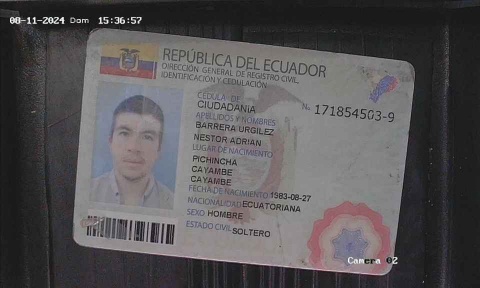 08-11-2024 Dom 15:36:57
REPÚBLICA DEL ECUADOR
DIRECCIÓN GENERAL DE REGISTRO CIVIL,
IDENTIFICACIÓN Y CEDULACIÓN
CÉDULA DE
CIUDADANÍA
N. 171854503-9
APELLIDOS Y NOMBRES
BARRERA URGILEZ
NESTOR ADRIAN
LUGAR DE NACIMIENTO
PICHINCHA
CAYAMBE
CAYAMBE
FECHA DE NACIMIENTO 1983-08-27
NACIONALIDAD ECUATORIANA
SEXO HOMBRE
ESTADO CIVIL SOLTERO
Camera 02